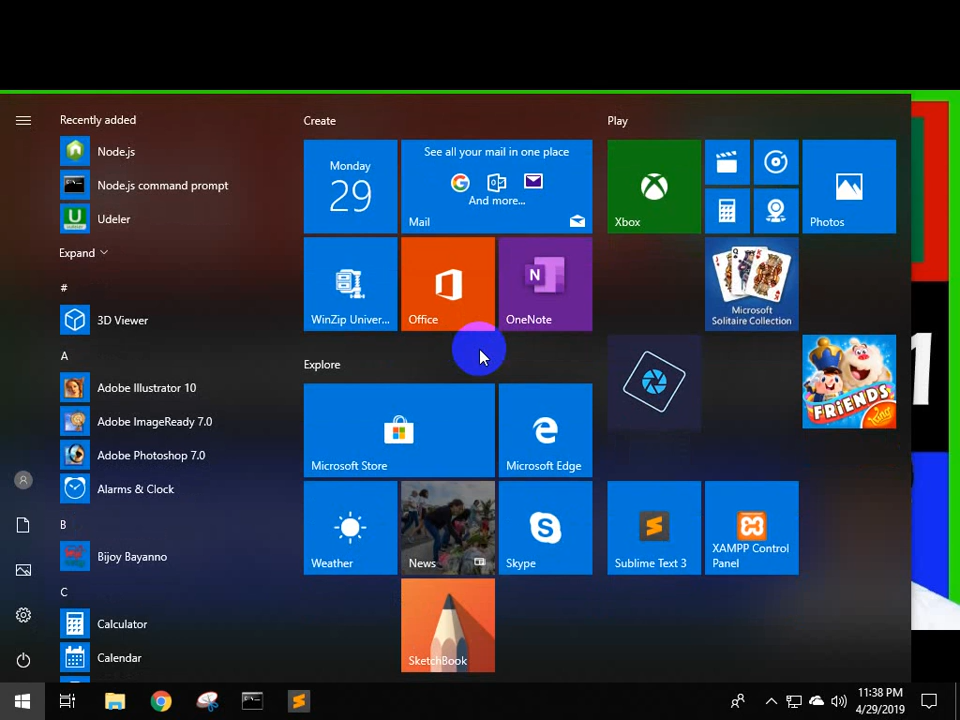 Recently added
Node.js
Node.js command prompt
Udeler
Expand
#
3D Viewer
A
Adobe Illustrator 10
Adobe ImageReady 7.0
Adobe Photoshop 7.0
Alarms & Clock
B
Bijoy Bayanno
C
Calculator
Calendar
Create
Monday
29
See all your mail in one place
And more...
Mail
WinZip Univer...
Office
N
OneNote
Explore
Microsoft Store
Microsoft Edge
Weather
News
Skype
SketchBook
Play
Xbox
Photos
Microsoft
Solitaire Collection
FRIENDS
King
Sublime Text 3
XAMPP Control
Panel
1
11:38 PM
4/29/2019